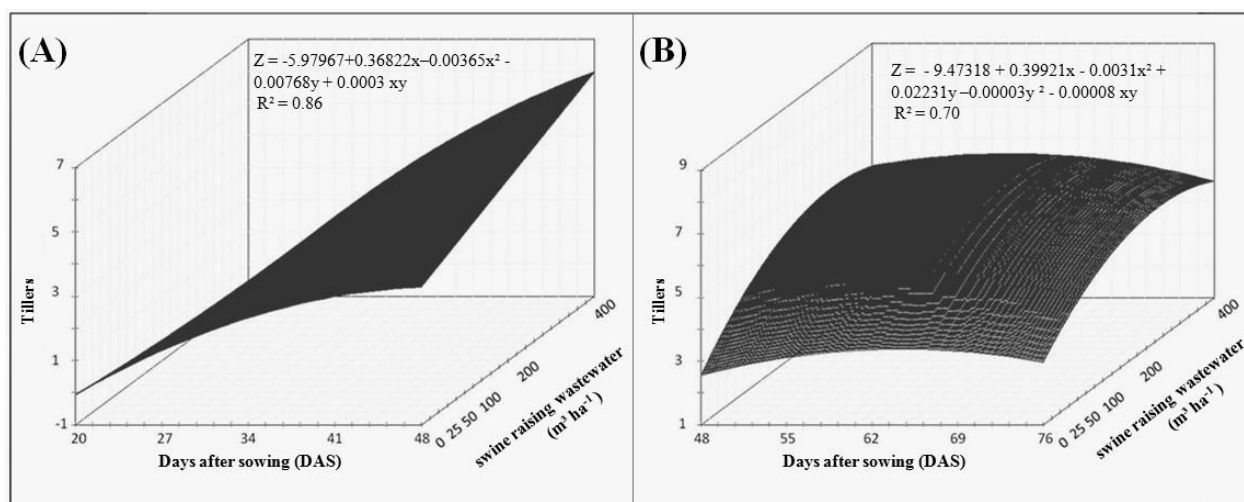 (A)
Z = -5.97967+0.36822x–0.00365x² -
0.00768y + 0.0003 xy
R² = 0.86
7
5
3
1
-1
Tillers
20 27 34 41 48
Days after sowing (DAS)
0 25 50 100 200 400
swine raising wastewater
(m³ ha⁻¹)
(B)
Z = - 9.47318 + 0.39921x - 0.0031x² +
0.02231y –0.00003y ² - 0.00008 xy
R² = 0.70
9
7
5
3
1
Tillers
48 55 62 69 76
Days after sowing (DAS)
0 25 50 100 200 400
swine raising wastewater
(m³ ha⁻¹)